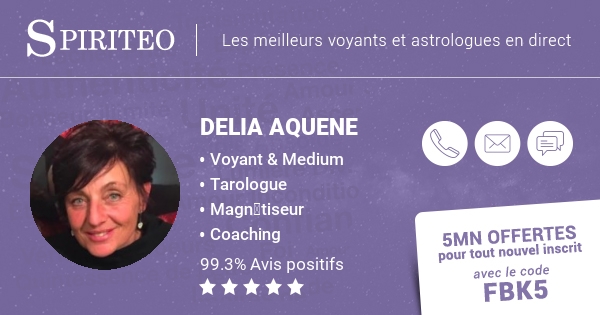 SPIRITEO
Les meilleurs voyants et astrologues en direct
DELIA AQUENE
• Voyant & Medium
• Tarologue
• Magn▯tiseur
• Coaching
99.3% Avis positifs
5MN OFFERTES
pour tout nouvel inscrit
avec le code
FBK5